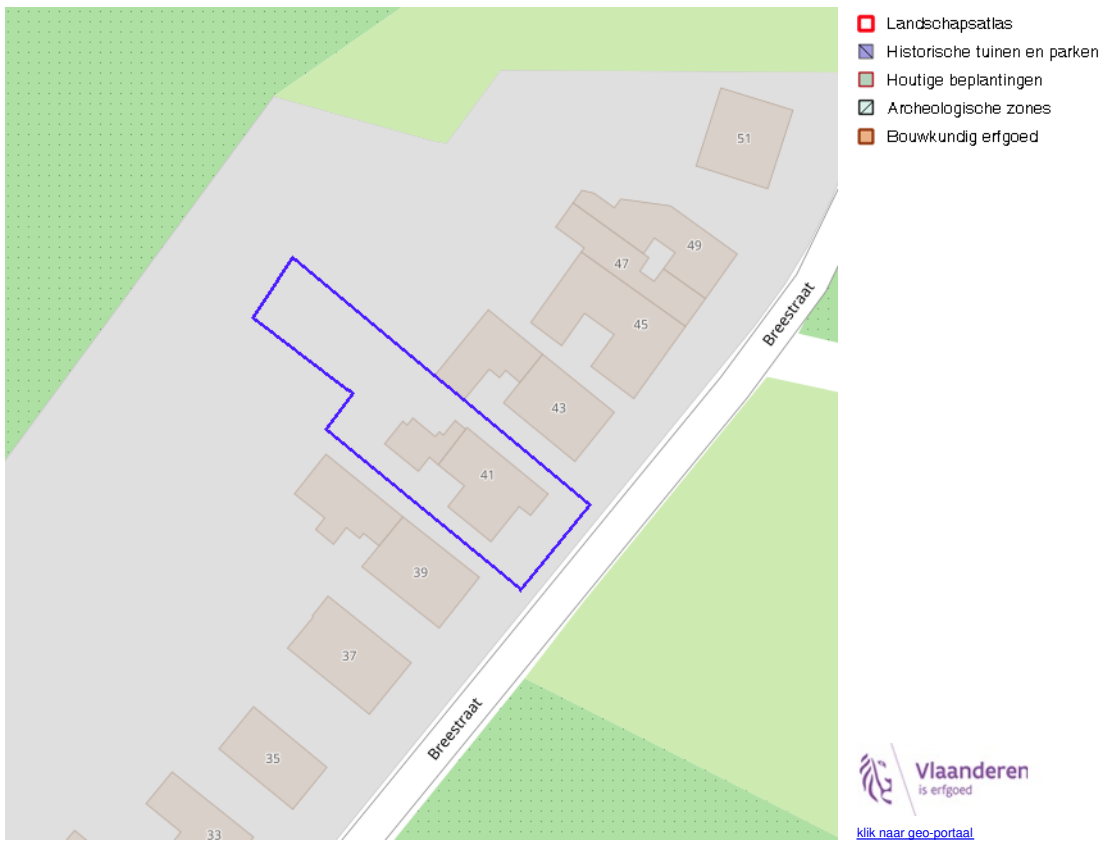 Landschapsatlas
Historische tuinen en parken
Houtige beplantingen
Archeologische zones
Bouwkundig erfgoed
51
49
47
45
Breestraat
43
41
39
37
Breestraat
35
33
Vlaanderen
is erfgoed
klik naar geo-portaal